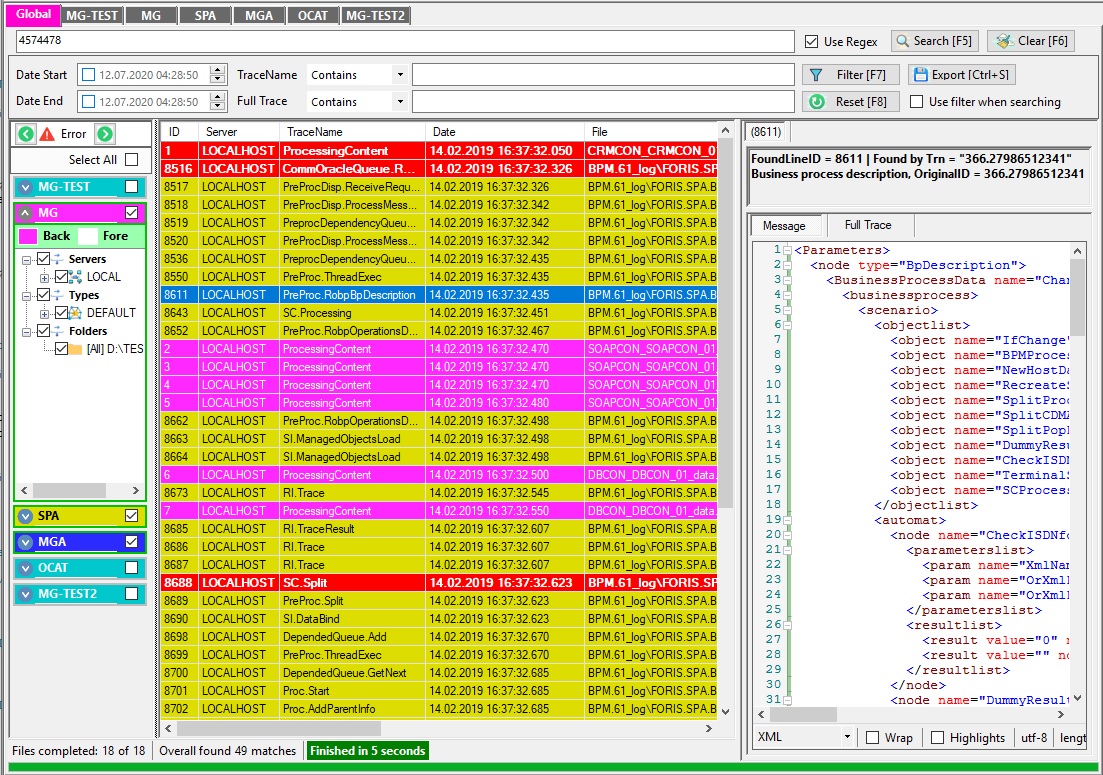 Global MG-TEST MG SPA MGA OCAT MG-TEST2
4574478
Use Regex Search [F5] Clear [F6]
Date Start 12.07.2020 04:28:50 TraceName Contains Filter [F7] Export [Ctrl+S]
Date End 12.07.2020 04:28:50 Full Trace Contains Reset [F8] Use filter when searching
Error
Select All
MG-TEST
MG
Back Fore
Servers
LOCAL
Types
DEFAULT
Folders
[All] D:\TES
SPA
MGA
OCAT
MG-TEST2
ID Server TraceName Date File
1 LOCALHOST ProcessingContent 14.02.2019 16:37:32.050 CRMCON_CRMCON_0
8516 LOCALHOST CommOracleQueue.R... 14.02.2019 16:37:32.326 BPM.61_log\FORIS.SP
8517 LOCALHOST PreProcDisp.ReceiveRequ... 14.02.2019 16:37:32.326 BPM.61_log\FORIS.SPA.B
8518 LOCALHOST PreProcDisp.ProcessMess... 14.02.2019 16:37:32.342 BPM.61_log\FORIS.SPA.B
8519 LOCALHOST PreprocDependencyQueu... 14.02.2019 16:37:32.342 BPM.61_log\FORIS.SPA.B
8520 LOCALHOST PreProcDisp.ProcessMess... 14.02.2019 16:37:32.342 BPM.61_log\FORIS.SPA.B
8536 LOCALHOST PreprocDependencyQueu... 14.02.2019 16:37:32.435 BPM.61_log\FORIS.SPA.B
8550 LOCALHOST PreProc.ThreadExec 14.02.2019 16:37:32.435 BPM.61_log\FORIS.SPA.B
8611 LOCALHOST PreProc.RobpBpDescription 14.02.2019 16:37:32.435 BPM.61_log\FORIS.SPA.B
8643 LOCALHOST SC.Processing 14.02.2019 16:37:32.451 BPM.61_log\FORIS.SPA.B
8652 LOCALHOST PreProc.RobpOperationsD... 14.02.2019 16:37:32.467 BPM.61_log\FORIS.SPA.B
2 LOCALHOST ProcessingContent 14.02.2019 16:37:32.470 SOAPCON_SOAPCON_01_
3 LOCALHOST ProcessingContent 14.02.2019 16:37:32.470 SOAPCON_SOAPCON_01_
4 LOCALHOST ProcessingContent 14.02.2019 16:37:32.470 SOAPCON_SOAPCON_01_
5 LOCALHOST ProcessingContent 14.02.2019 16:37:32.480 SOAPCON_SOAPCON_01_
8662 LOCALHOST PreProc.RobpOperationsD... 14.02.2019 16:37:32.498 BPM.61_log\FORIS.SPA.B
8663 LOCALHOST SI.ManagedObjectsLoad 14.02.2019 16:37:32.498 BPM.61_log\FORIS.SPA.B
8664 LOCALHOST SI.ManagedObjectsLoad 14.02.2019 16:37:32.498 BPM.61_log\FORIS.SPA.B
6 LOCALHOST ProcessingContent 14.02.2019 16:37:32.500 DBCON_DBCON_01_data.
8673 LOCALHOST RI.Trace 14.02.2019 16:37:32.545 BPM.61_log\FORIS.SPA.B
7 LOCALHOST ProcessingContent 14.02.2019 16:37:32.550 DBCON_DBCON_01_data.
8685 LOCALHOST RI.TraceResult 14.02.2019 16:37:32.607 BPM.61_log\FORIS.SPA.B
8686 LOCALHOST RI.Trace 14.02.2019 16:37:32.607 BPM.61_log\FORIS.SPA.B
8687 LOCALHOST RI.Trace 14.02.2019 16:37:32.607 BPM.61_log\FORIS.SPA.B
8688 LOCALHOST SC.Split 14.02.2019 16:37:32.623 BPM.61_log\FORIS.SP
8689 LOCALHOST PreProc.Split 14.02.2019 16:37:32.623 BPM.61_log\FORIS.SPA.B
8690 LOCALHOST SI.DataBind 14.02.2019 16:37:32.623 BPM.61_log\FORIS.SPA.B
8698 LOCALHOST DependedQueue.Add 14.02.2019 16:37:32.670 BPM.61_log\FORIS.SPA.B
8699 LOCALHOST PreProc.ThreadExec 14.02.2019 16:37:32.670 BPM.61_log\FORIS.SPA.B
8700 LOCALHOST DependedQueue.GetNext 14.02.2019 16:37:32.685 BPM.61_log\FORIS.SPA.B
8701 LOCALHOST Proc.Start 14.02.2019 16:37:32.685 BPM.61_log\FORIS.SPA.B
8702 LOCALHOST Proc.AddParentInfo 14.02.2019 16:37:32.685 BPM.61_log\FORIS.SPA.B
(8611)
FoundLineID = 8611 | Found by Trn = "366.27986512341"
Business process description, OriginalID = 366.27986512341
Message Full Trace
1 <Parameters>
2 <node type="BpDescription">
3 <BusinessProcessData name="Chan
4 <businessprocess>
5 <scenario>
6 <objectlist>
7 <object name="IfChange"
8 <object name="BPMProces
9 <object name="NewHostDa
10 <object name="RecreateS
11 <object name="SplitProc
12 <object name="SplitCDMA
13 <object name="SplitPopl
14 <object name="DummyResu
15 <object name="CheckISDN
16 <object name="TerminalS
17 <object name="SCProcess
18 </objectlist>
19 <automat>
20 <node name="CheckISDNfo
21 <parameterslist>
22 <param name="XmlNam
23 <param name="OrXmlP
24 <param name="OrXmlP
25 </parameterslist>
26 <resultlist>
27 <result value="0" n
28 <result value="" no
29 </resultlist>
30 </node>
31 <node name="DummyResult
XML Wrap Highlights utf-8 lengt
Files completed: 18 of 18 Overall found 49 matches Finished in 5 seconds